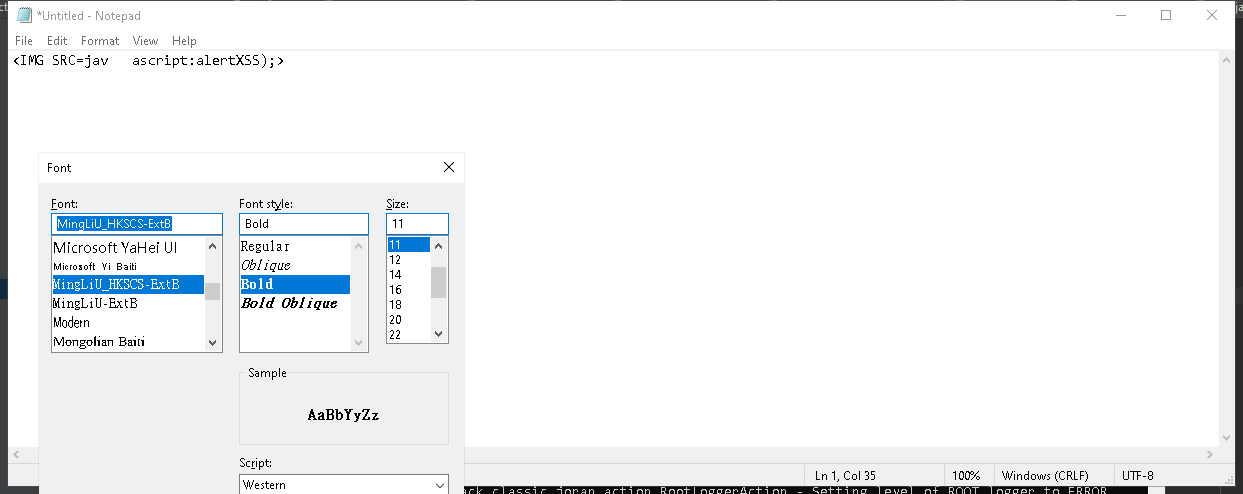 *Untitled - Notepad
File Edit Format View Help
<IMG SRC=jav   ascript:alertXSS);>
Font
Font: Font style: Size:
MingLiU_HKSCS-ExtB Bold 11
Microsoft YaHei UI Regular 11
Microsoft Yi Baiti Oblique 12
MingLiU_HKSCS-ExtB Bold 14
MingLiU-ExtB Bold Oblique 16
Modern 18
Mongolian Baiti 20
22
Sample
AaBbYyZz
Script:
Western
Ln 1, Col 35 100% Windows (CRLF) UTF-8
ack.classic.joran.action.RootLoggerAction - Setting level of ROOT logger to ERROR